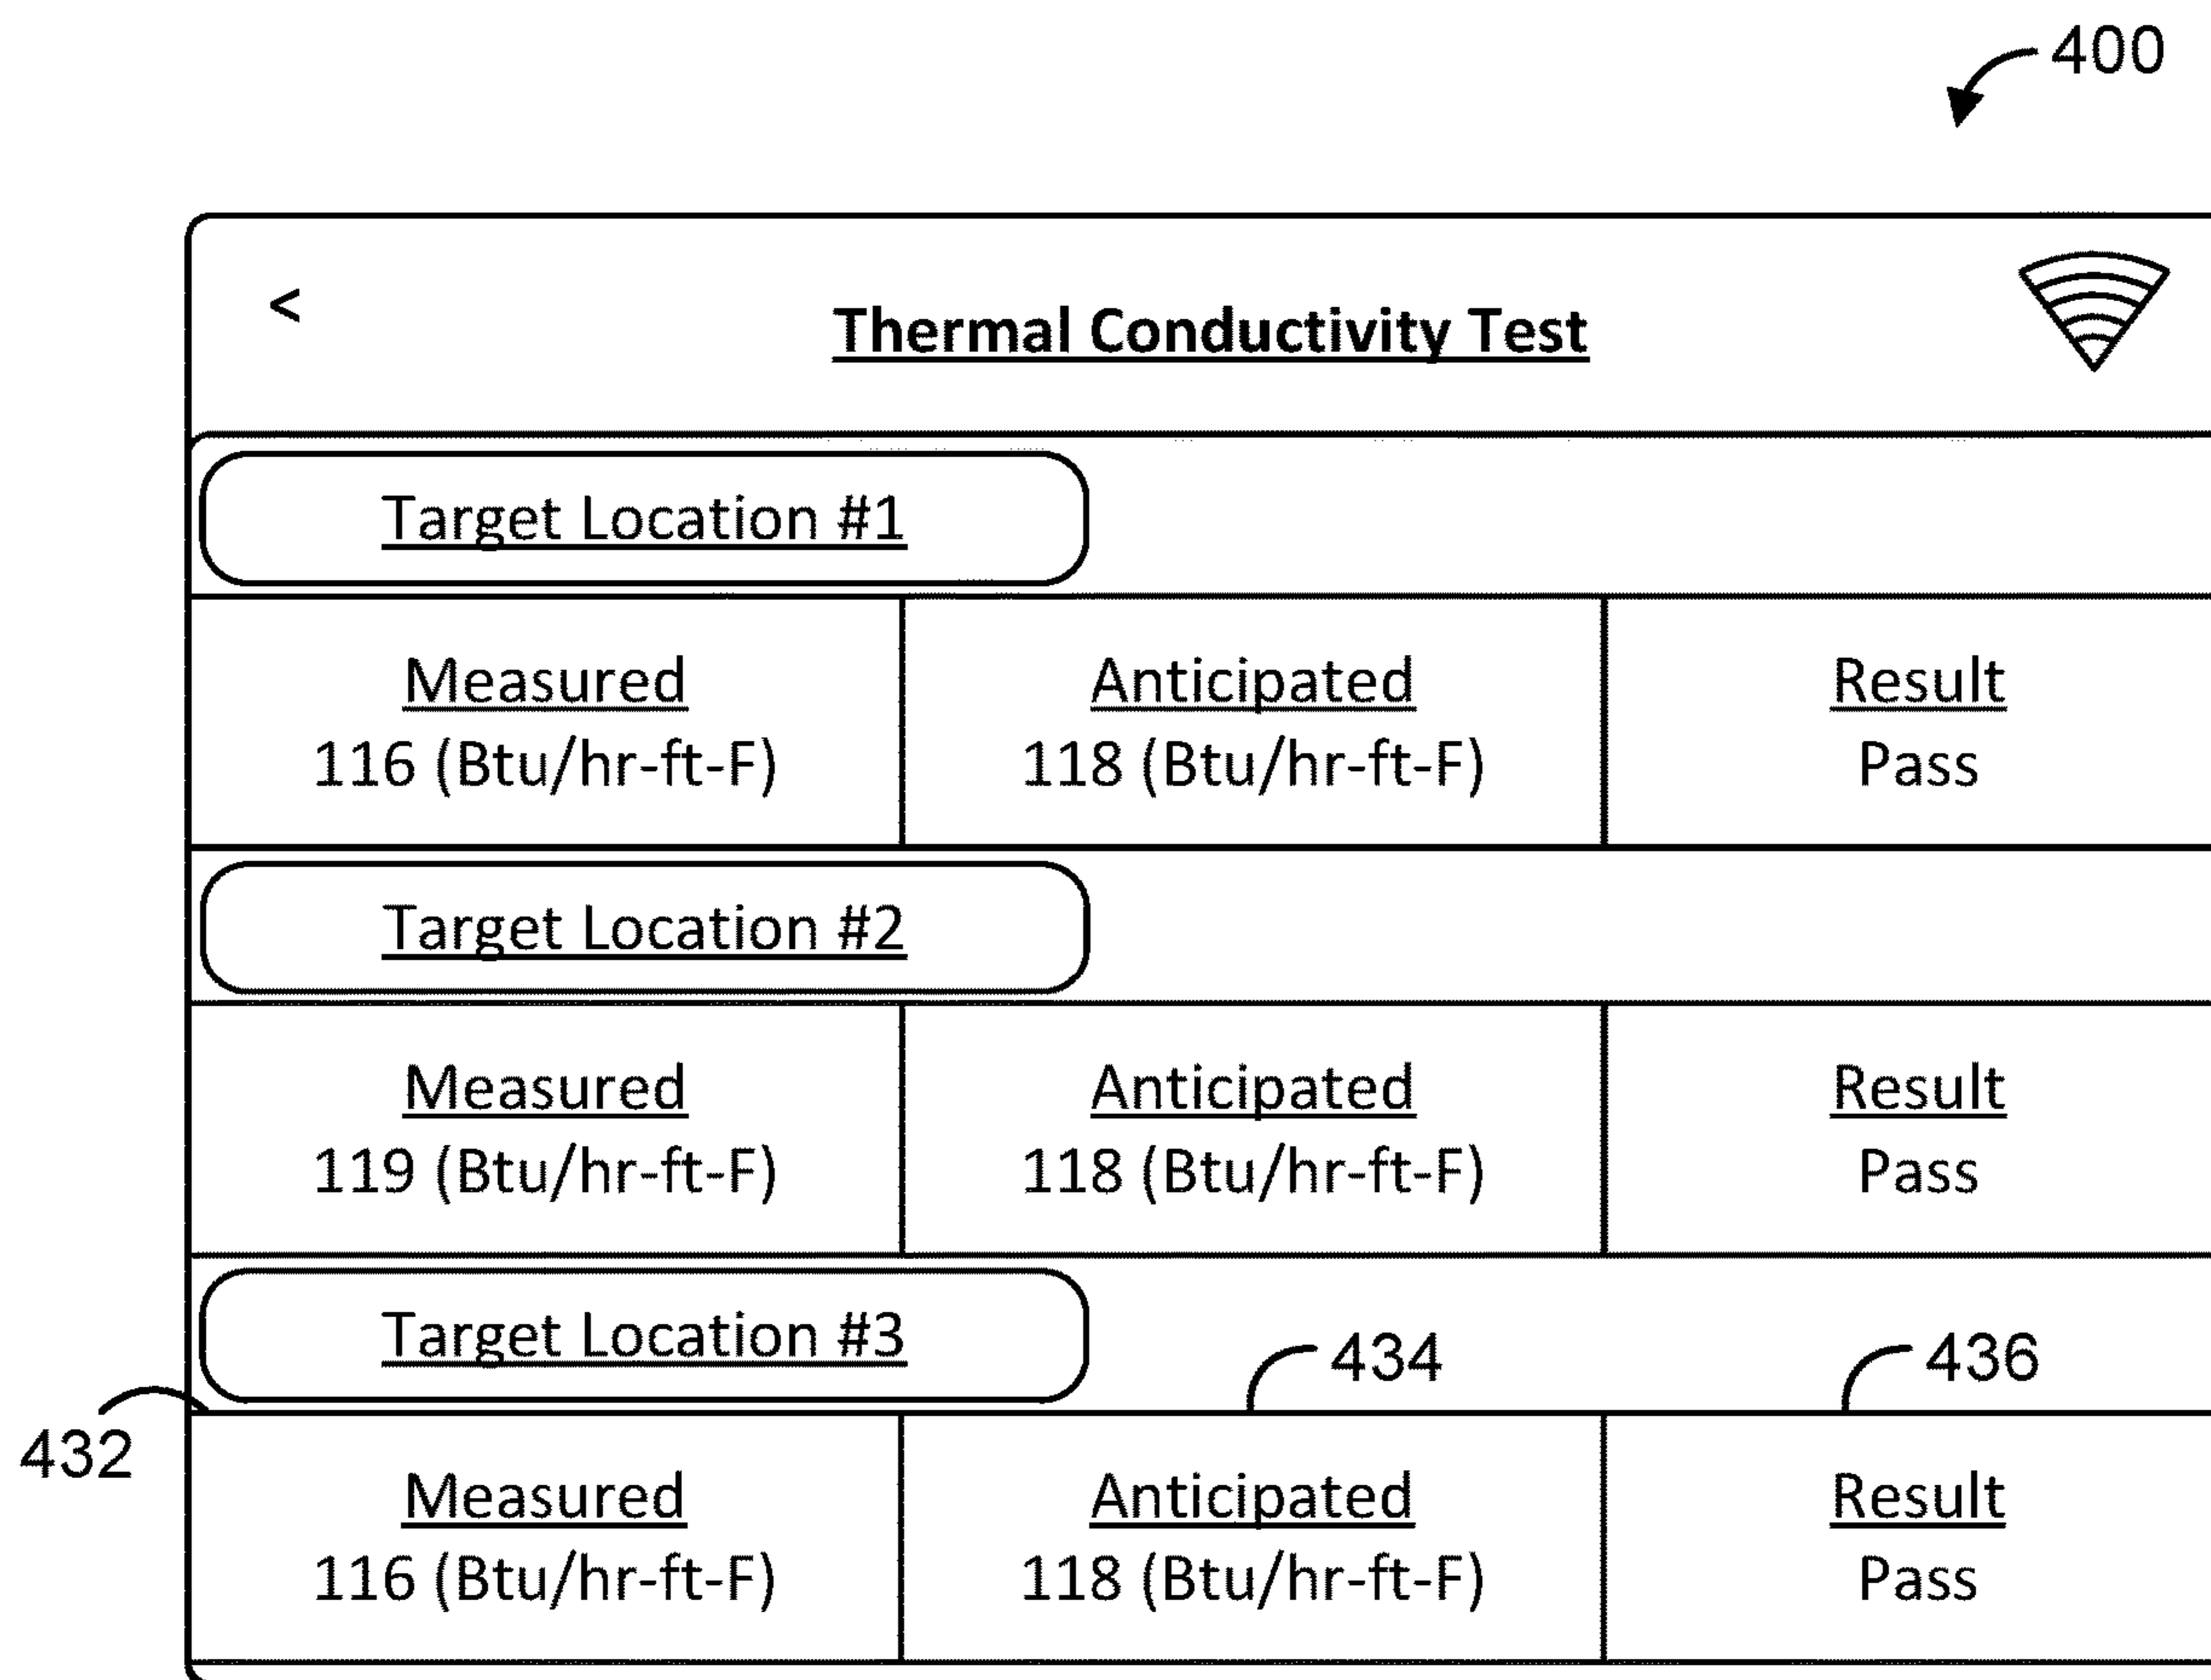 400
<
Thermal Conductivity Test
Target Location #1
Measured Anticipated Result
116 (Btu/hr-ft-F) 118 (Btu/hr-ft-F) Pass
Target Location #2
Measured Anticipated Result
119 (Btu/hr-ft-F) 118 (Btu/hr-ft-F) Pass
Target Location #3
434 436
432
Measured Anticipated Result
116 (Btu/hr-ft-F) 118 (Btu/hr-ft-F) Pass